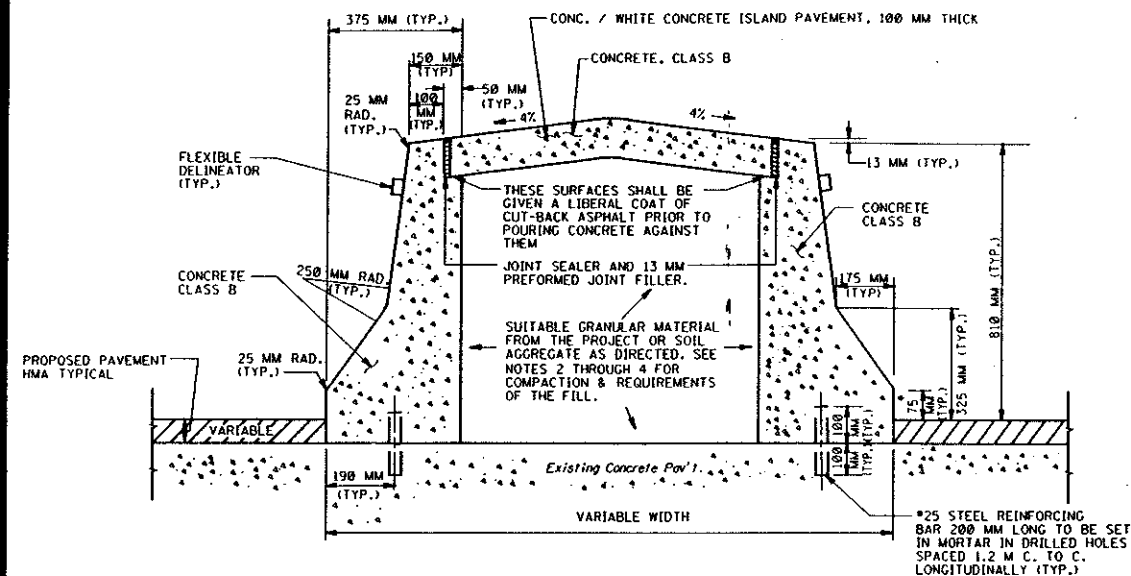 375 MM (TYP.)
CONC. / WHITE CONCRETE ISLAND PAVEMENT, 100 MM THICK
150 MM
(TYP)
CONCRETE, CLASS B
100
MM
(TYP.)
50 MM
(TYP.)
25 MM
RAD.
(TYP.)
4%
4%
13 MM (TYP.)
FLEXIBLE
DELINEATOR
(TYP.)
THESE SURFACES SHALL BE
GIVEN A LIBERAL COAT OF
CUT-BACK ASPHALT PRIOR TO
POURING CONCRETE AGAINST
THEM
CONCRETE
CLASS B
JOINT SEALER AND 13 MM
PREFORMED JOINT FILLER.
250 MM RAD.
(TYP.)
CONCRETE
CLASS B
175 MM
(TYP)
810 MM (TYP.)
SUITABLE GRANULAR MATERIAL
FROM THE PROJECT OR SOIL
AGGREGATE AS DIRECTED. SEE
NOTES 2 THROUGH 4 FOR
COMPACTION & REQUIREMENTS
OF THE FILL.
PROPOSED PAVEMENT
HMA TYPICAL
25 MM RAD.
(TYP.)
325 MM (TYP.)
75
MM
(TYP.)
VARIABLE
100
MM
(TYP.)
100
MM
(TYP.)
Existing Concrete Pav't.
190 MM
(TYP.)
VARIABLE WIDTH
#25 STEEL REINFORCING
BAR 200 MM LONG TO BE SET
IN MORTAR IN DRILLED HOLES
SPACED 1.2 M C. TO C.
LONGITUDINALLY (TYP.)